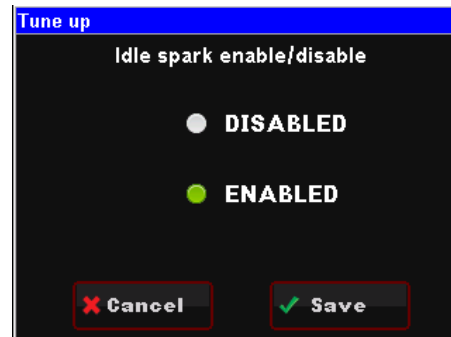 Tune up
Idle spark enable/disable
DISABLED
ENABLED
Cancel
Save